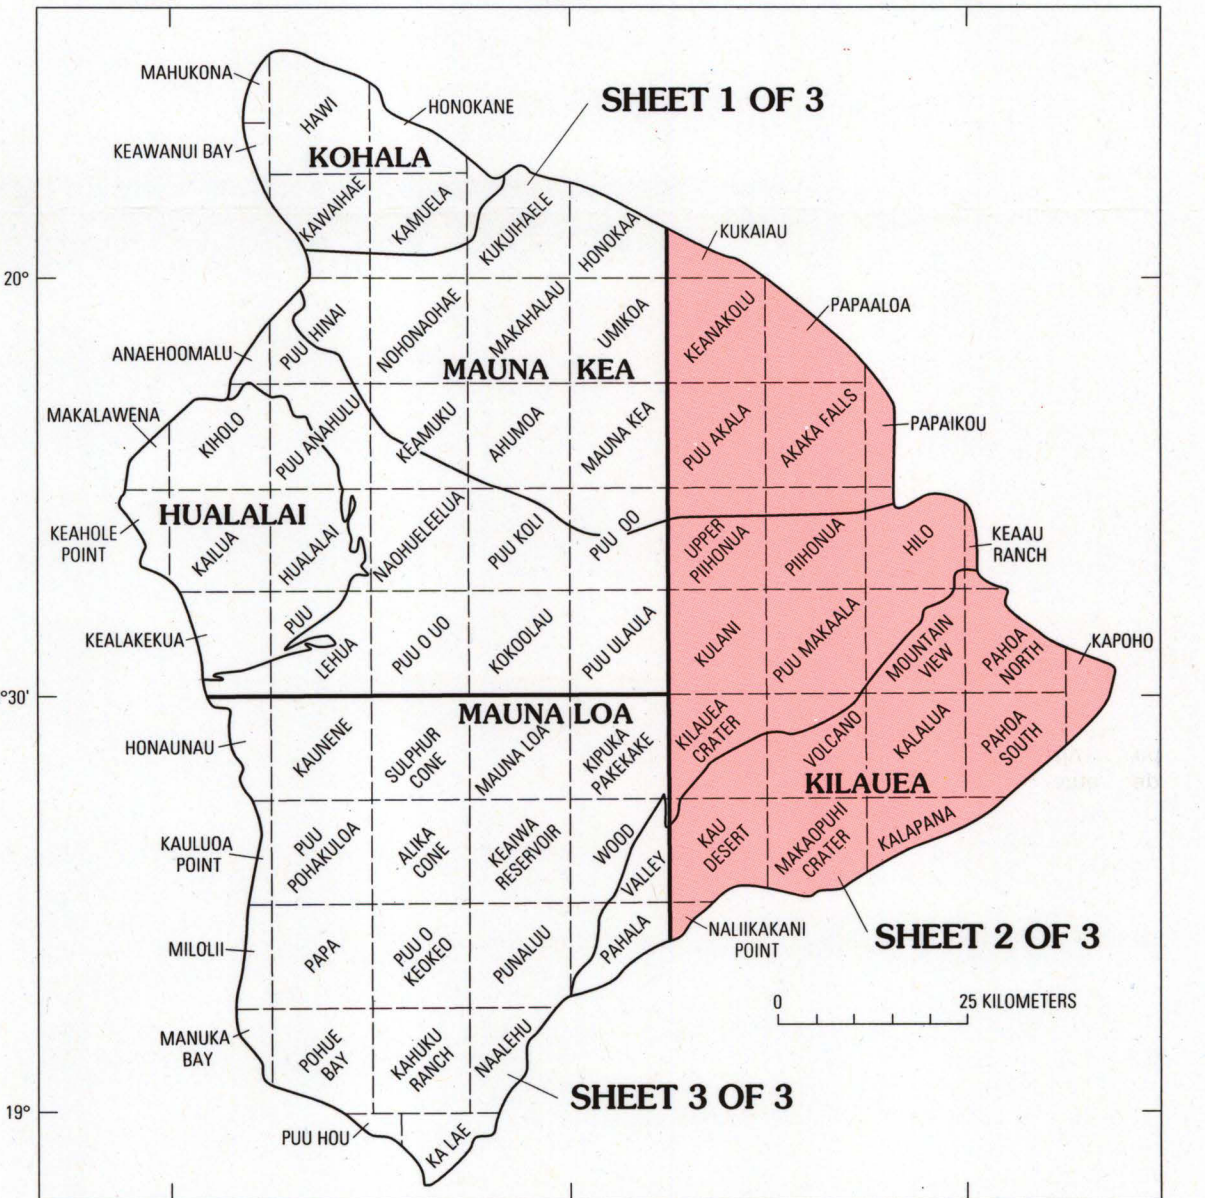 MAHUKONA
HAWI
HONOKANE
SHEET 1 OF 3
KEAWANUI BAY
KOHALA
KAWAIHAE
KAMUELA
KUKUIHAELE
HONOKAA
KUKAIAU
20°
PUU HINAI
NOHONAOHAE
MAKAHALAU
UMIKOA
KEANAKOLU
PAPAALOA
ANAEHOOMALU
MAUNA KEA
MAKALAWENA
KIHOLO
PUU ANAHULU
KEAMUKU
AHUMOA
MAUNA KEA
PUU AKALA
AKAKA FALLS
PAPAIKOU
HUALALAI
KEAHOLE
POINT
KAILUA
HUALALAI
NAOHUELEELUA
PUU KOLI
PUU OO
UPPER
PIIHONUA
PIIHONUA
HILO
KEAAU
RANCH
KEALAKEKUA
PUU
LEHUA
PUU O UO
KOKOOLAU
PUU ULAULA
KULANI
PUU MAKAALA
MOUNTAIN
VIEW
PAHOA
NORTH
KAPOHO
°30'
MAUNA LOA
HONAUNAU
KAUNENE
SULPHUR
CONE
MAUNA LOA
KIPUKA
PAKEKAKE
KILAUEA
CRATER
VOLCANO
KALALUA
PAHOA
SOUTH
KILAUEA
KAULUOA
POINT
PUU
POHAKULOA
ALIKA
CONE
KEAIWA
RESERVOIR
WOOD
VALLEY
KAU
DESERT
MAKAOPUHI
CRATER
KALAPANA
MILOLII
PAPA
PUU O
KEOKEO
PUNALUU
PAHALA
NALIIKAKANI
POINT
SHEET 2 OF 3
0 25 KILOMETERS
MANUKA
BAY
POHUE
BAY
KAHUKU
RANCH
NAALEHU
SHEET 3 OF 3
19°
PUU HOU
KA LAE